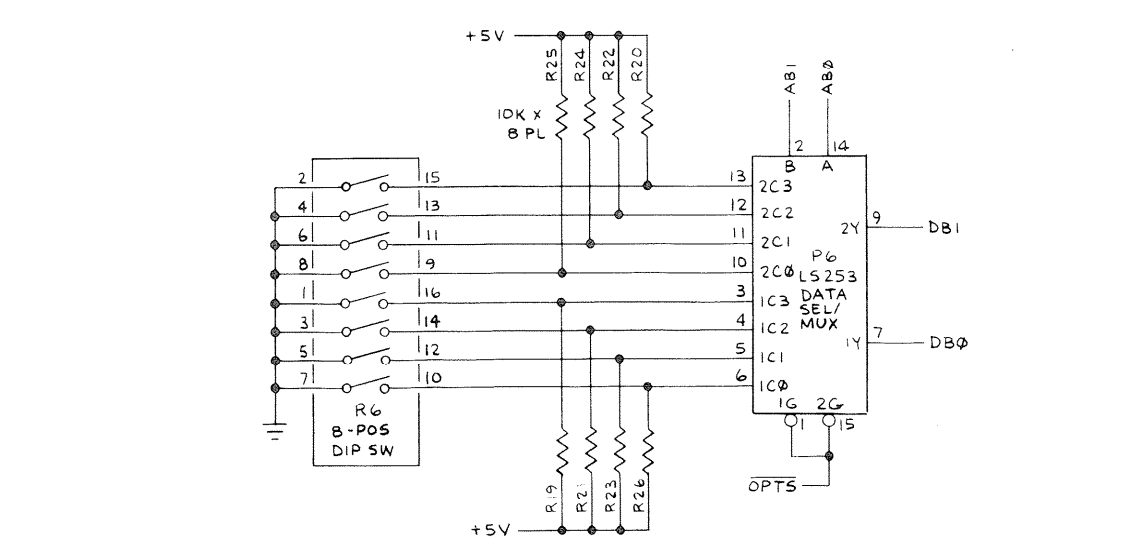 +5V
R25
R24
R22
R20
10K X
8 PL
AB1
ABØ
2
14
B
A
2
15
13
2C3
4
13
12
2C2
6
11
11
2C1
2Y
9
DB1
8
9
10
2CØ
P6
LS253
DATA
SEL/
MUX
1
16
3
1C3
3
14
4
1C2
1Y
7
DBØ
5
12
5
1C1
7
10
6
1CØ
R6
8-POS
DIP SW
1G
2G
1
15
OPTS
R19
R21
R23
R26
+5V